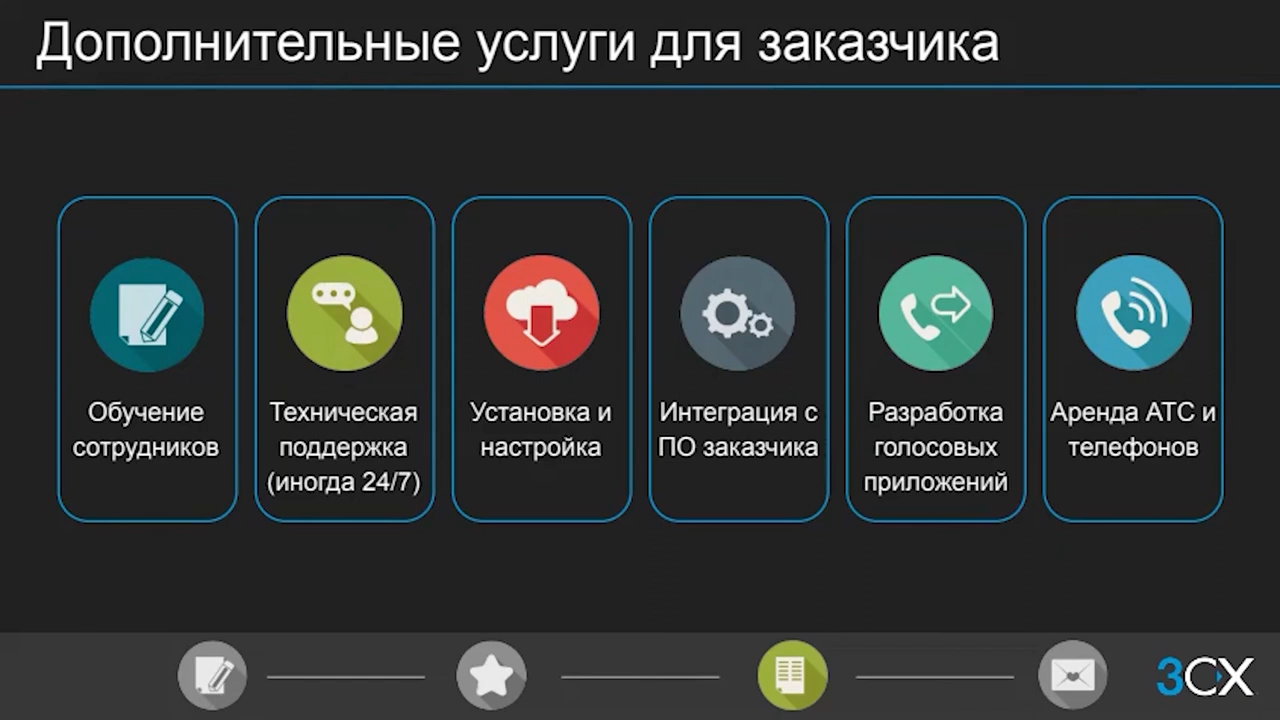 Дополнительные услуги для заказчика
Обучение
сотрудников
Техническая
поддержка
(иногда 24/7)
Установка и
настройка
Интеграция с
ПО заказчика
Разработка
голосовых
приложений
Аренда АТС и
телефонов
3CX